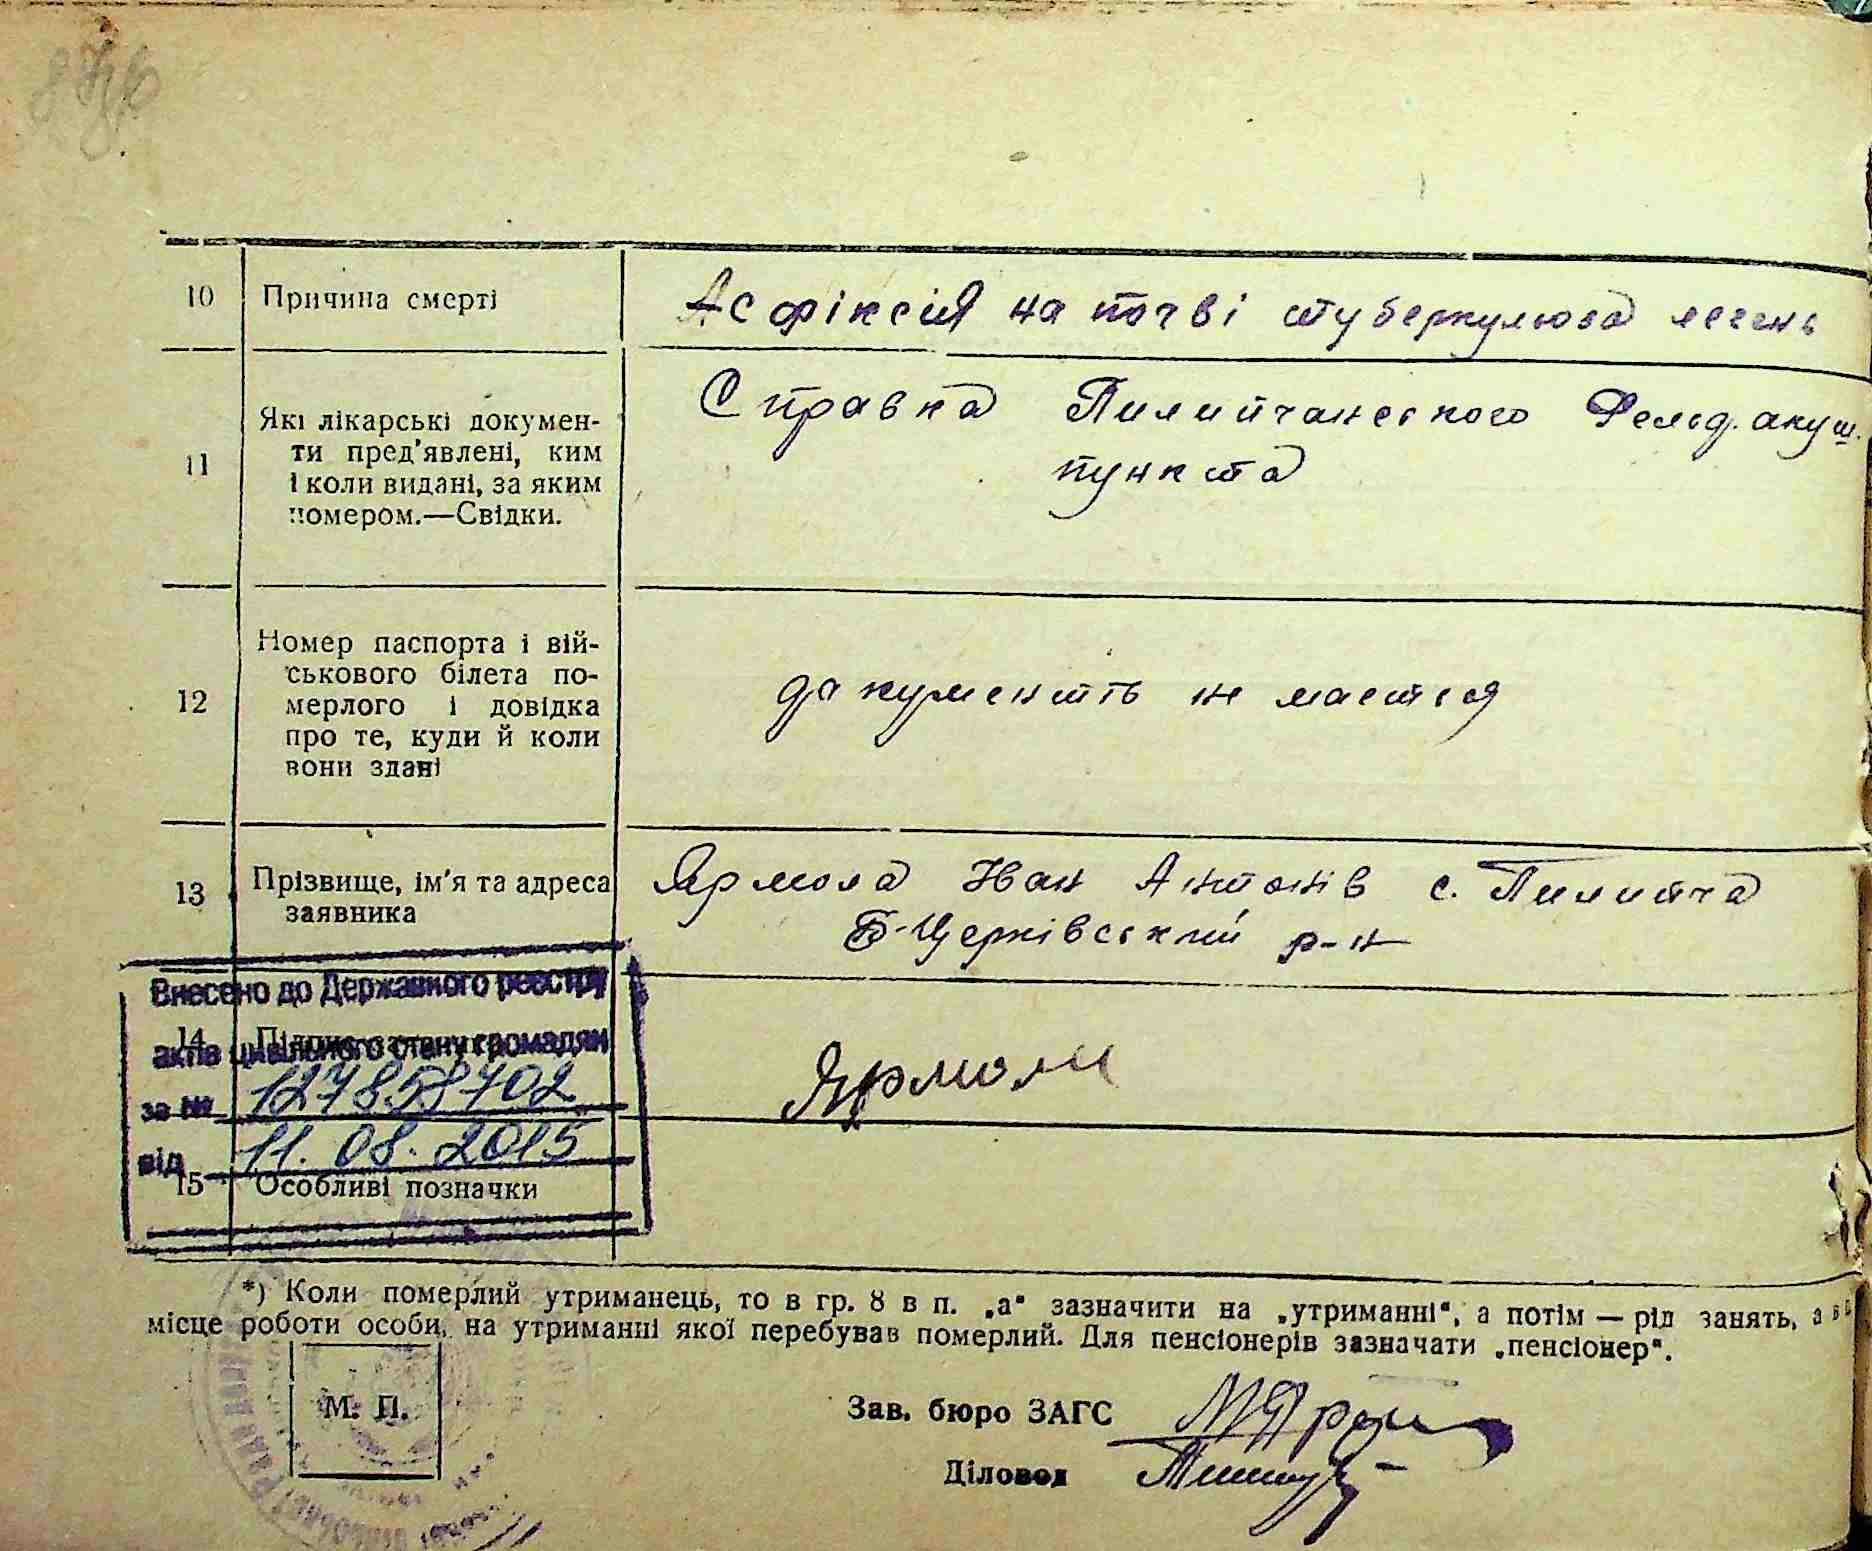 10 Причина смерті Асфіксия на почві туберкульоза легень
11 Які лікарські докумен-
ти пред'явлені, ким
і коли видані, за яким
номером.—Свідки.
Справка Пилипчанського Фельд. акуш.
пункта
12 Номер паспорта і вій-
ськового білета по-
мерлого і довідка
про те, куди й коли
вони здані
дакументів не мается
13 Прізвище, ім'я та адреса
заявника
Ярмола Іван Антонів с. Пилипча
Б-Церківський р-н
Внесено до Державного реєстру
14
актів цивільного стану громадян
за № 127858702
від 11.08.2015
Ярмола
15 Особливі позначки
*) Коли померлий утриманець, то в гр. 8 в п. „а“ зазначити на „утриманні“, а потім — рід занять, а в
місце роботи особи, на утриманні якої перебував померлий. Для пенсіонерів зазначати „пенсіонер“.
М. П.
Зав. бюро ЗАГС
Діловод